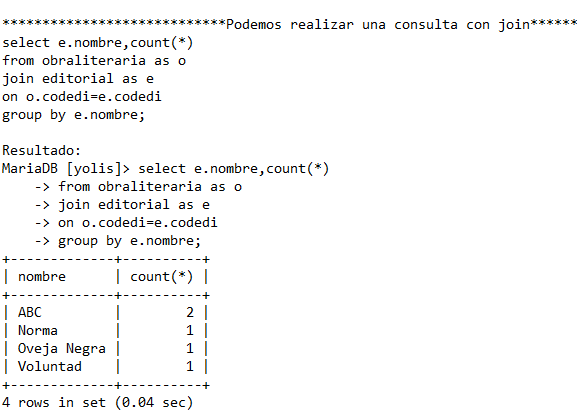 ****************************Podemos realizar una consulta con join******
select e.nombre,count(*)
from obraliteraria as o
join editorial as e
on o.codedi=e.codedi
group by e.nombre;

Resultado:
MariaDB [yolis]> select e.nombre,count(*)
    -> from obraliteraria as o
    -> join editorial as e
    -> on o.codedi=e.codedi
    -> group by e.nombre;
+-------------+----------+
| nombre      | count(*) |
+-------------+----------+
| ABC         |        2 |
| Norma       |        1 |
| Oveja Negra |        1 |
| Voluntad    |        1 |
+-------------+----------+
4 rows in set (0.04 sec)